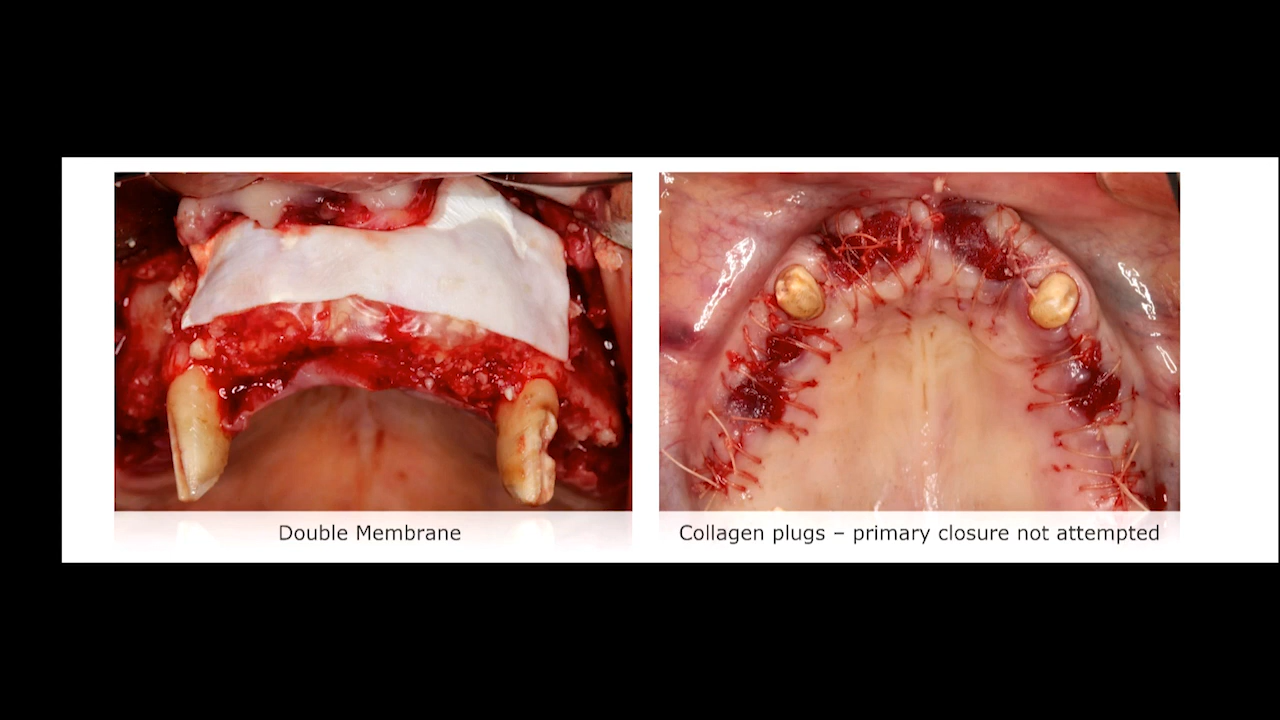 Double Membrane
Collagen plugs – primary closure not attempted